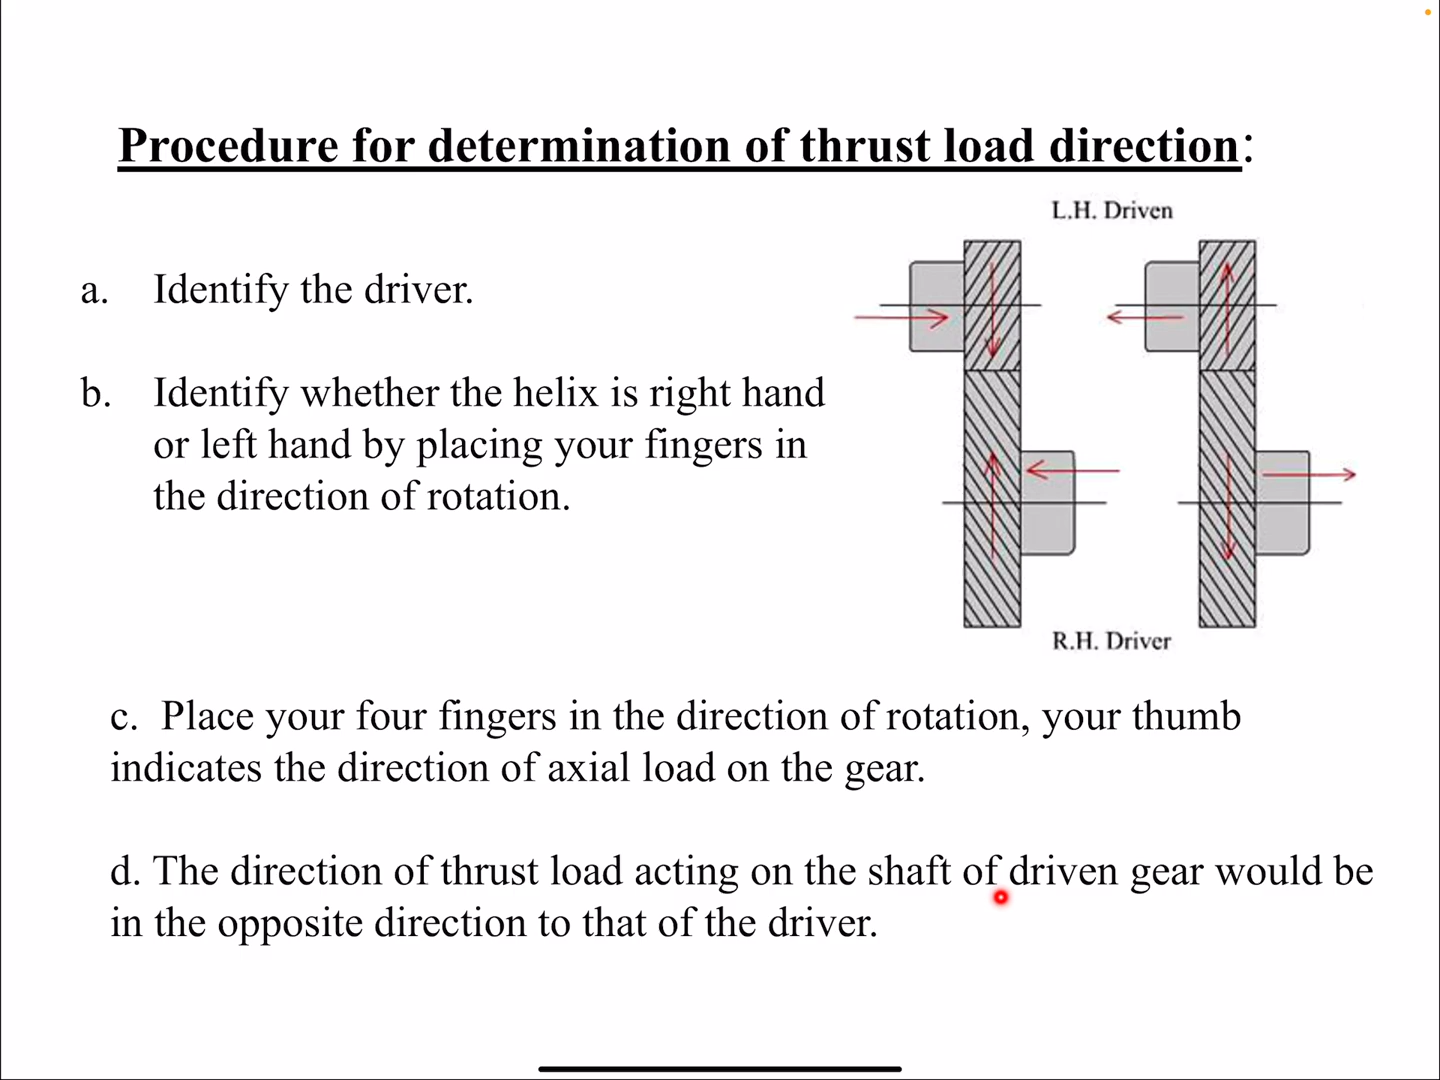 Procedure for determination of thrust load direction:
L.H. Driven
a. Identify the driver.
b. Identify whether the helix is right hand
or left hand by placing your fingers in
the direction of rotation.
R.H. Driver
c. Place your four fingers in the direction of rotation, your thumb
indicates the direction of axial load on the gear.
d. The direction of thrust load acting on the shaft of driven gear would be
in the opposite direction to that of the driver.